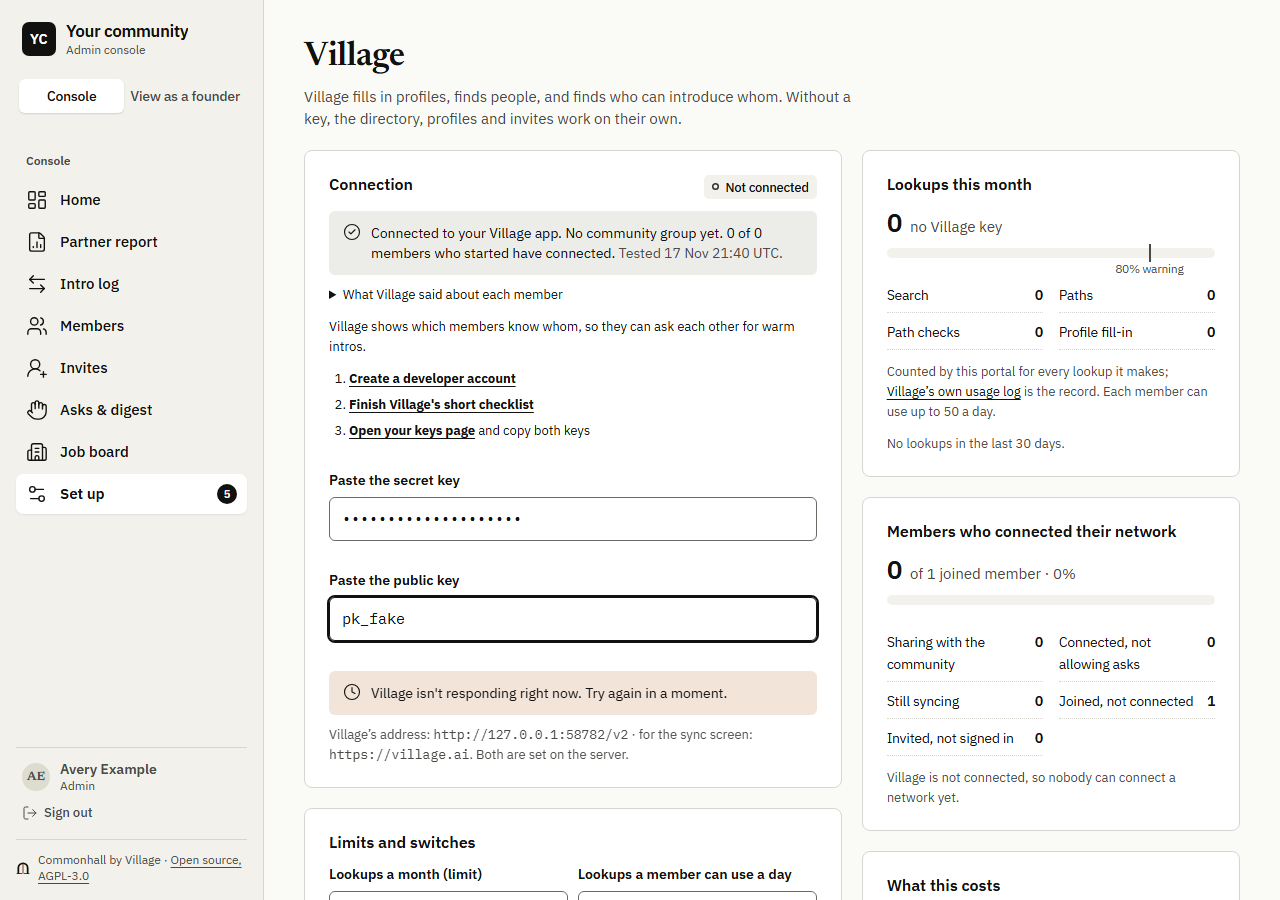 YC
Your community
Admin console
Console
View as a founder
Console
Home
Partner report
Intro log
Members
Invites
Asks & digest
Job board
Set up
5
AE
Avery Example
Admin
Sign out
Commonhall by Village · Open source,
AGPL-3.0
Village
Village fills in profiles, finds people, and finds who can introduce whom. Without a
key, the directory, profiles and invites work on their own.
Connection
Not connected
Connected to your Village app. No community group yet. 0 of 0
members who started have connected. Tested 17 Nov 21:40 UTC.
What Village said about each member
Village shows which members know whom, so they can ask each other for warm
intros.
1. Create a developer account
2. Finish Village's short checklist
3. Open your keys page and copy both keys
Paste the secret key
••••••••••••••••••••
Paste the public key
pk_fake
Village isn't responding right now. Try again in a moment.
Village’s address: http://127.0.0.1:58782/v2 · for the sync screen:
https://village.ai. Both are set on the server.
Limits and switches
Lookups a month (limit)
Lookups a member can use a day
Lookups this month
0 no Village key
80% warning
Search 0
Paths 0
Path checks 0
Profile fill-in 0
Counted by this portal for every lookup it makes;
Village’s own usage log is the record. Each member can
use up to 50 a day.
No lookups in the last 30 days.
Members who connected their network
0 of 1 joined member · 0%
Sharing with the
community 0
Connected, not
allowing asks 0
Still syncing 0
Joined, not connected 1
Invited, not signed in 0
Village is not connected, so nobody can connect a
network yet.
What this costs